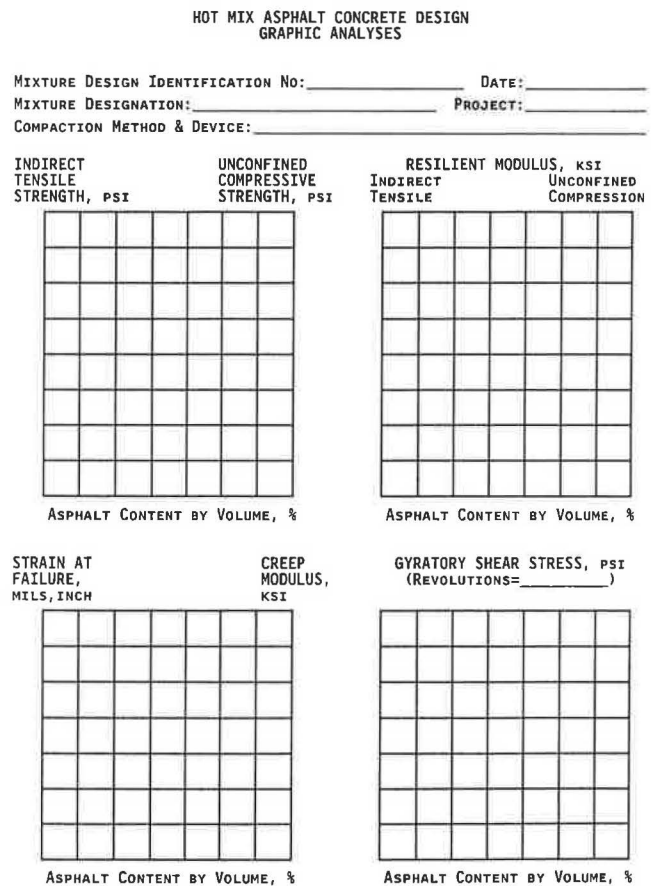 HOT MIX ASPHALT CONCRETE DESIGN
GRAPHIC ANALYSES
MIXTURE DESIGN IDENTIFICATION NO: DATE:
MIXTURE DESIGNATION: PROJECT:
COMPACTION METHOD & DEVICE:
INDIRECT
TENSILE
STRENGTH, PSI
UNCONFINED
COMPRESSIVE
STRENGTH, PSI
RESILIENT MODULUS, KSI
INDIRECT
TENSILE
UNCONFINED
COMPRESSION
ASPHALT CONTENT BY VOLUME, %
ASPHALT CONTENT BY VOLUME, %
STRAIN AT
FAILURE,
MILS,INCH
CREEP
MODULUS,
KSI
GYRATORY SHEAR STRESS, PSI
(REVOLUTIONS= )
ASPHALT CONTENT BY VOLUME, %
ASPHALT CONTENT BY VOLUME, %